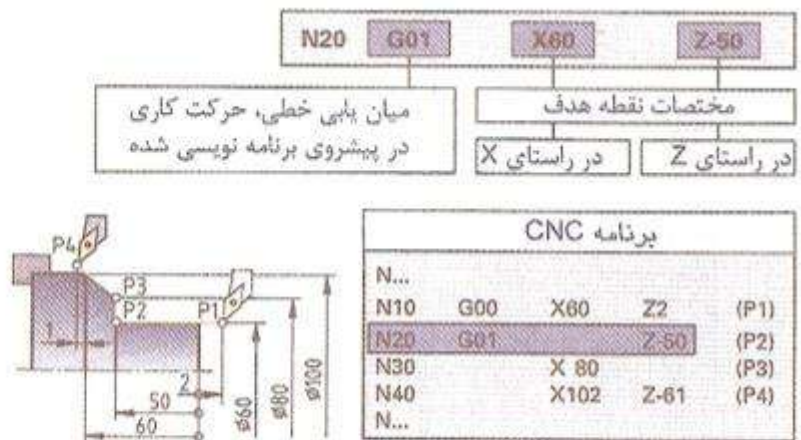 N20 G01 X60 Z-50
میان یابی خطی، حرکت کاری
در پیشروی برنامه نویسی شده
مختصات نقطه هدف
در راستای X
در راستای Z
P4
P3
P2
P1
1
2
50
60
ø60
ø80
ø100
برنامه CNC
N...
N10 G00 X60 Z2 (P1)
N20 G01 Z-50 (P2)
N30 X 80 (P3)
N40 X102 Z-61 (P4)
N...